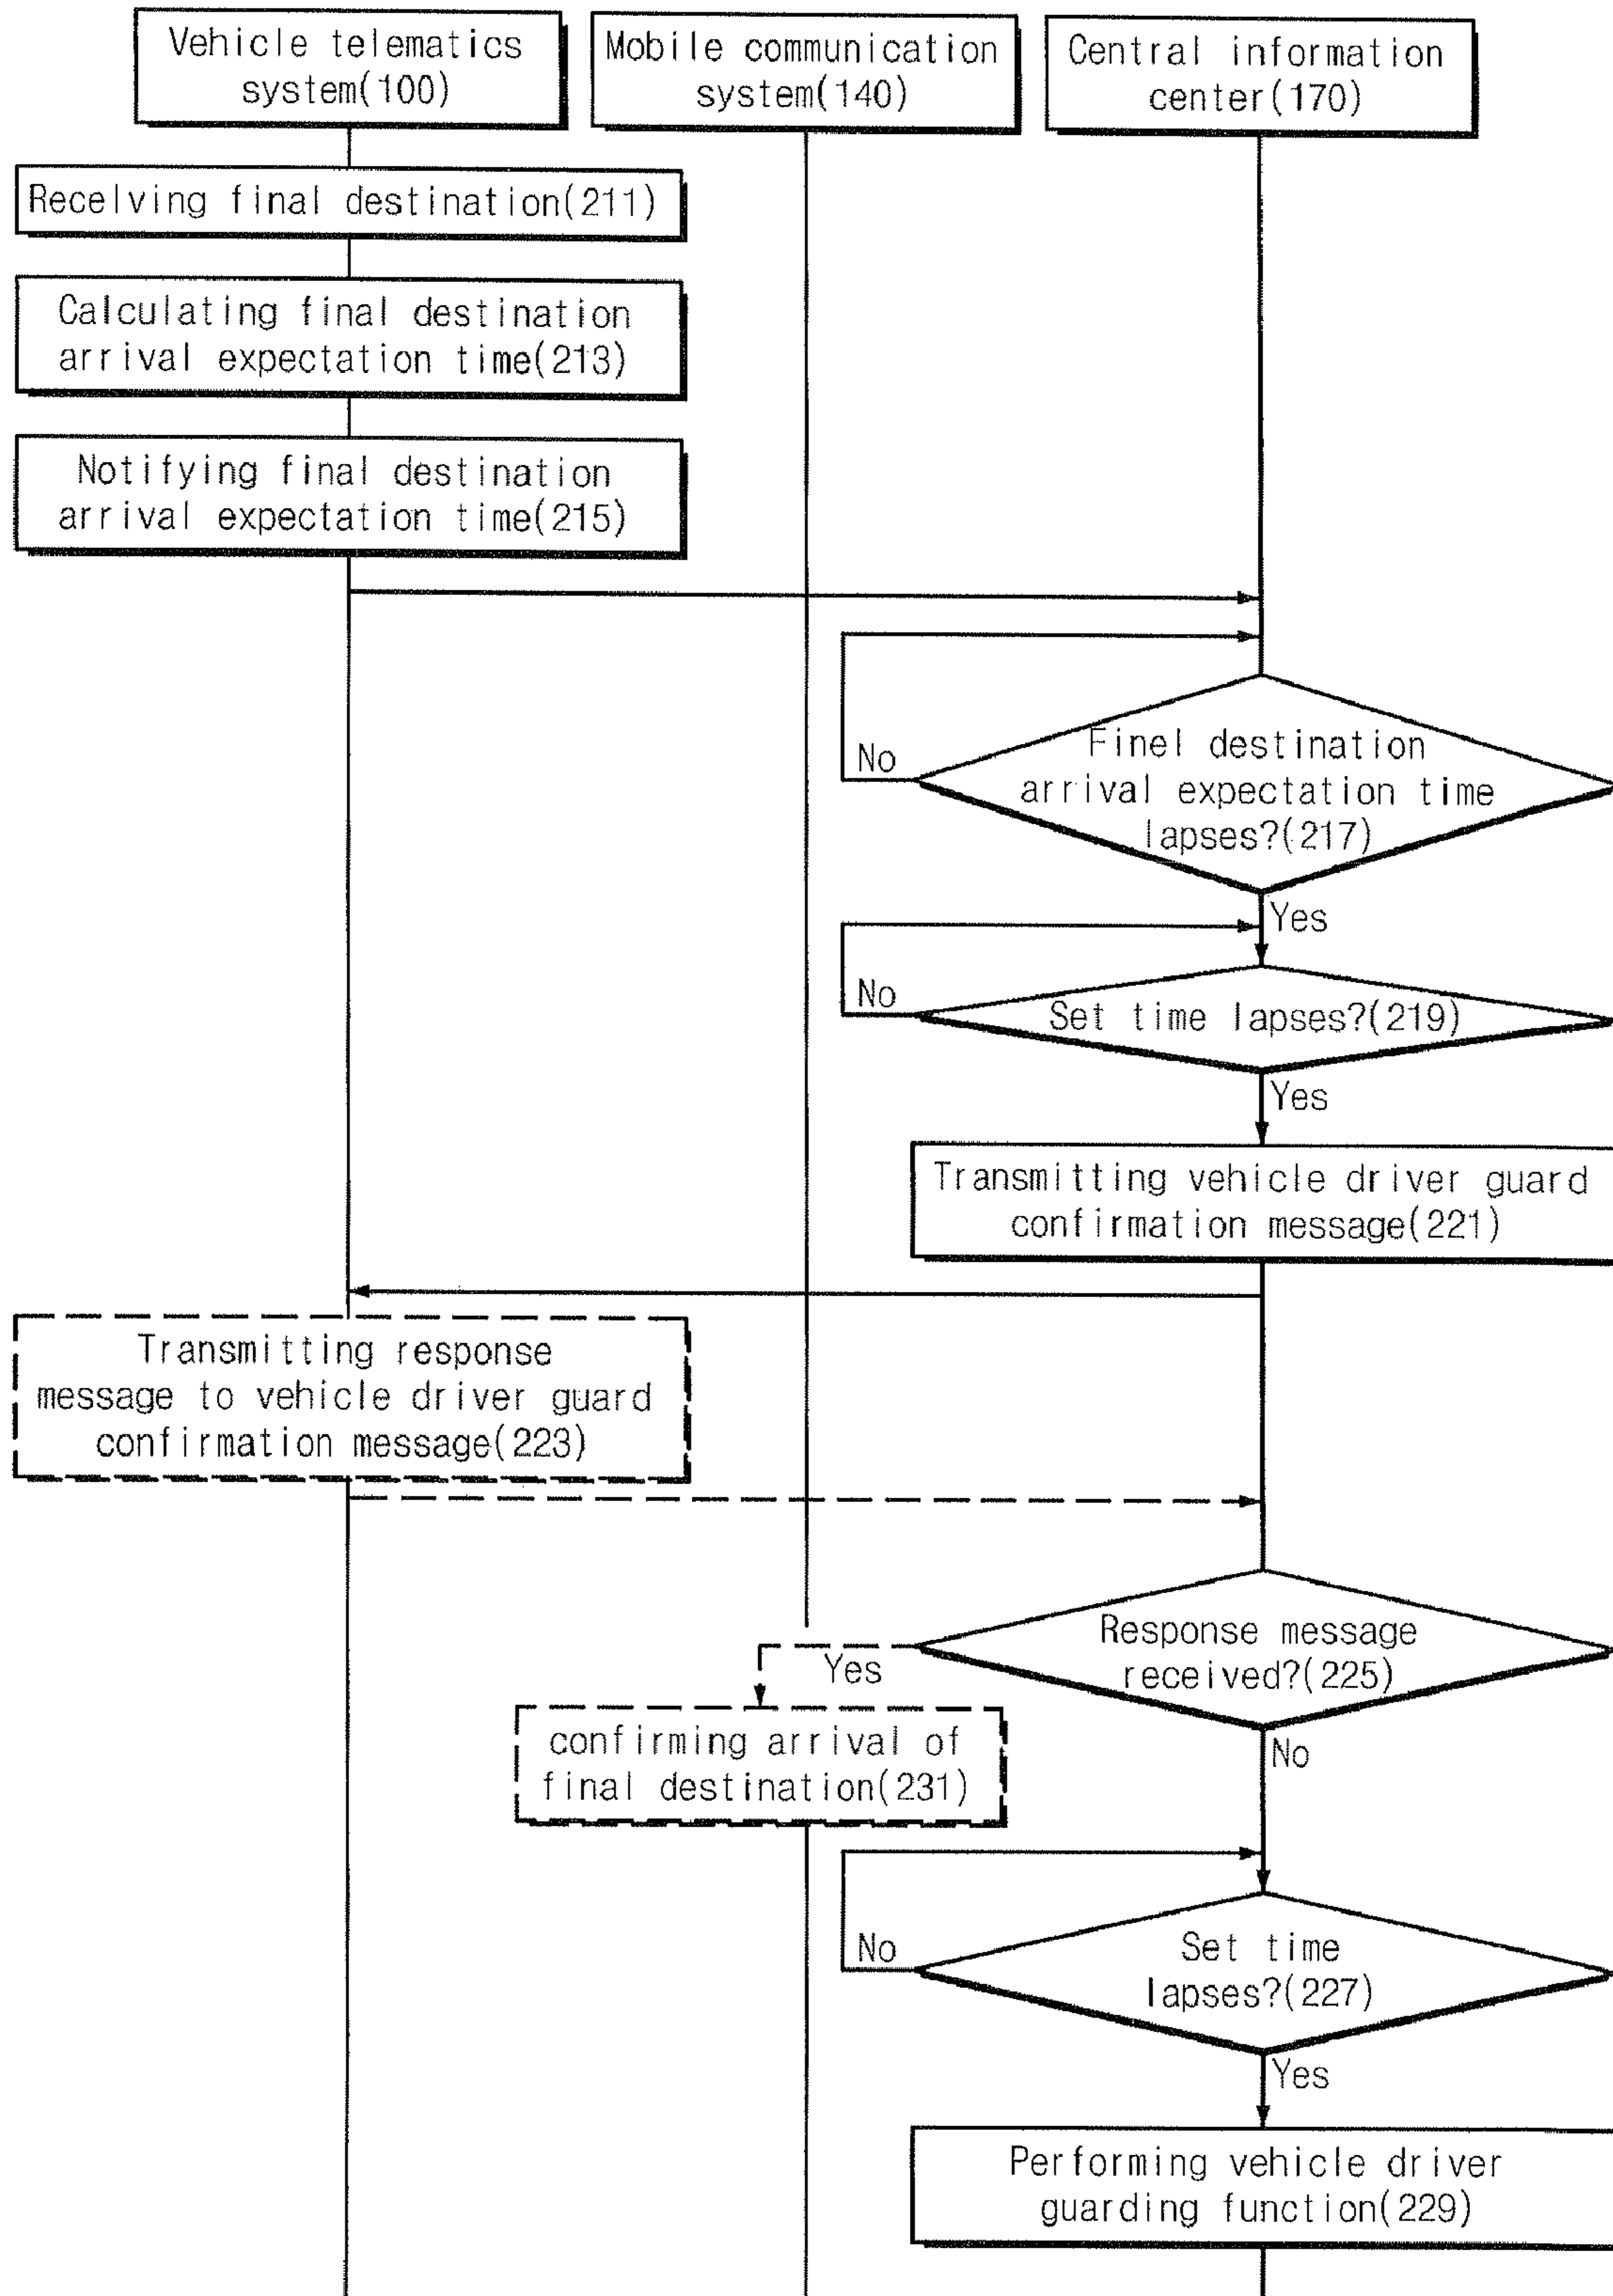 Vehicle telematics
system(100)
Mobile communication
system(140)
Central information
center(170)
Recelving final destination(211)
Calculating final destination
arrival expectation time(213)
Notifying final destination
arrival expectation time(215)
No
Finel destination
arrival expectation time
lapses?(217)
Yes
No
Set time lapses?(219)
Yes
Transmitting vehicle driver guard
confirmation message(221)
Transmitting response
message to vehicle driver guard
confirmation message(223)
Response message
received?(225)
Yes
confirming arrival of
final destination(231)
No
No
Set time
lapses?(227)
Yes
Performing vehicle driver
guarding function(229)